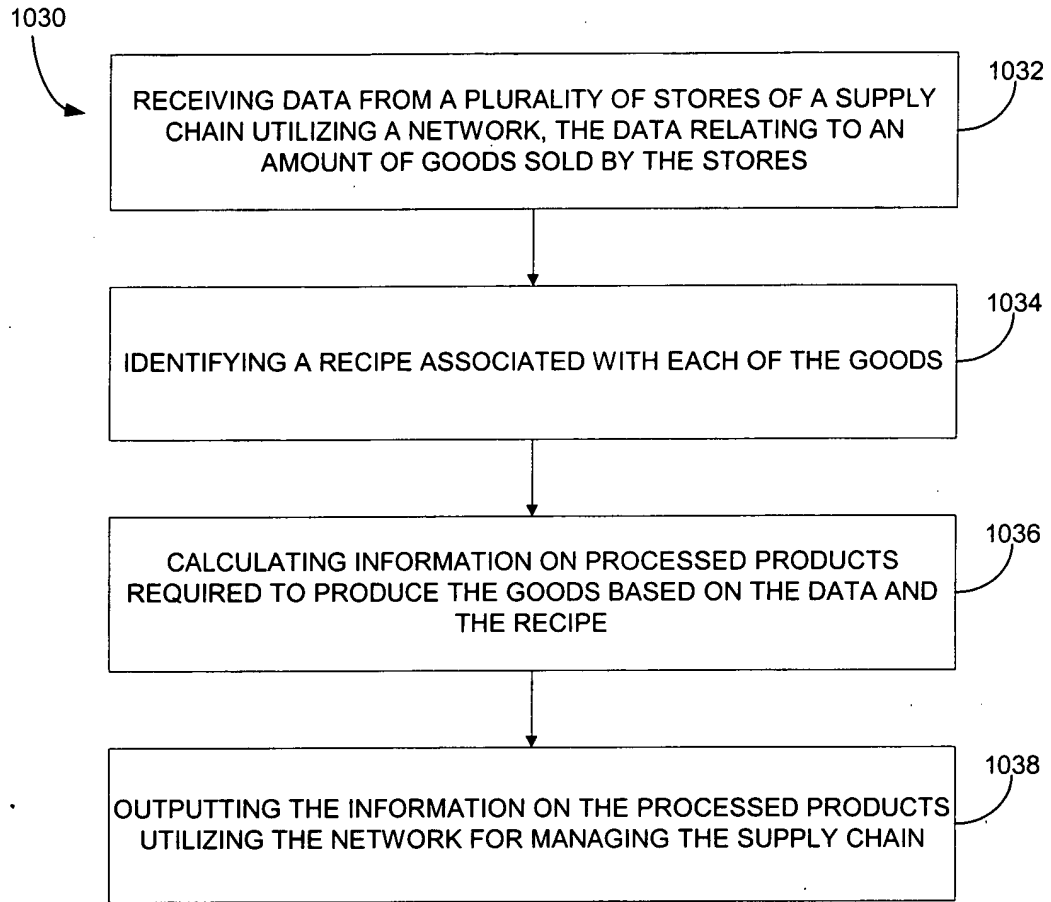 1030
1032
RECEIVING DATA FROM A PLURALITY OF STORES OF A SUPPLY
CHAIN UTILIZING A NETWORK, THE DATA RELATING TO AN
AMOUNT OF GOODS SOLD BY THE STORES
1034
IDENTIFYING A RECIPE ASSOCIATED WITH EACH OF THE GOODS
1036
CALCULATING INFORMATION ON PROCESSED PRODUCTS
REQUIRED TO PRODUCE THE GOODS BASED ON THE DATA AND
THE RECIPE
1038
OUTPUTTING THE INFORMATION ON THE PROCESSED PRODUCTS
UTILIZING THE NETWORK FOR MANAGING THE SUPPLY CHAIN